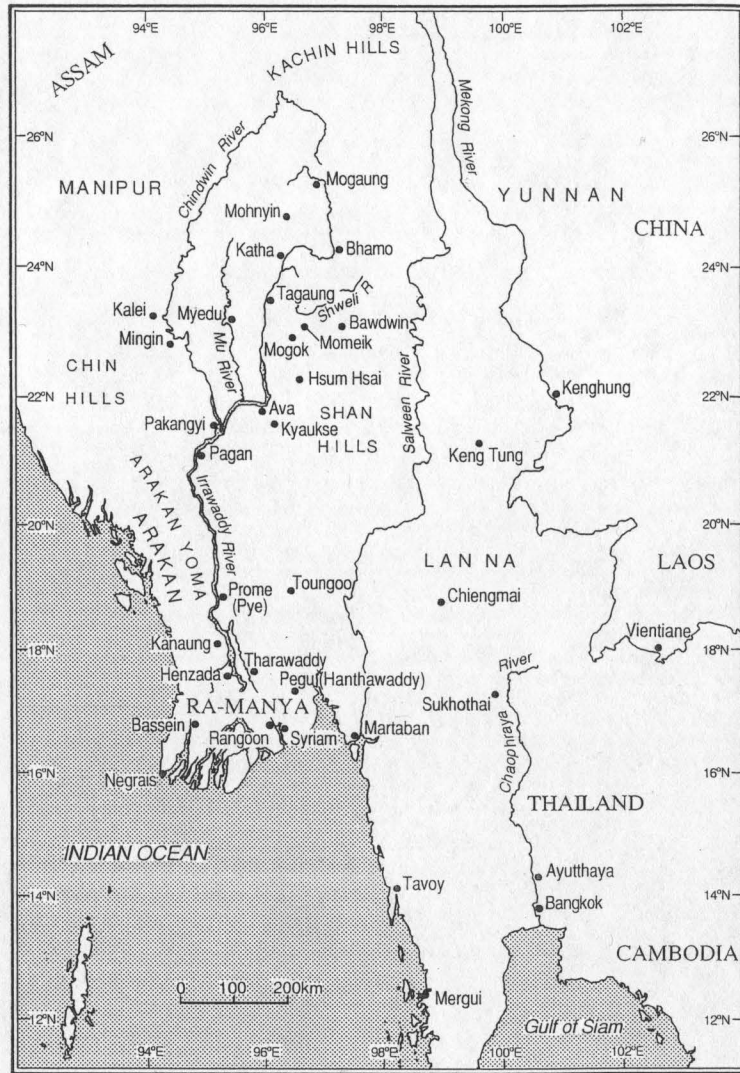 ASSAM
KACHIN HILLS
Mekong River
26°N
26°N
Chindwin River
MANIPUR
Mogaung
YUNNAN
Mohnyin
CHINA
Katha
Bhamo
24°N
24°N
Tagaung
Shweli R
Kalei
Myedu
Bawdwin
Mingin
Momeik
Mogok
Mu River
Salween River
CHIN
HILLS
Hsum Hsai
Kenghung
22°N
22°N
Ava
SHAN
HILLS
Pakangyi
Kyaukse
Pagan
Keng Tung
ARAKAN YOMA
ARAKAN
Irrawaddy River
20°N
20°N
LAN NA
LAOS
Toungoo
Prome
(Pye)
Chiengmai
Vientiane
Kanaung
18°N
18°N
Tharawaddy
River
Henzada
Pegu (Hanthawaddy)
RA-MANYA
Sukhothai
Bassein
Rangoon
Syriam
Martaban
Chaophraya
Negrais
16°N
16°N
THAILAND
INDIAN OCEAN
Ayutthaya
Tavoy
14°N
14°N
Bangkok
CAMBODIA
0 100 200km
Mergui
Gulf of Siam
12°N
12°N
94°E
96°E
98°E
100°E
102°E